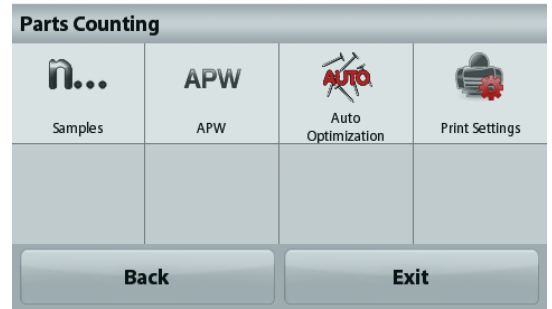 Parts Counting
n...
APW
AUTO
Samples
APW
Auto
Optimization
Print Settings
Back
Exit